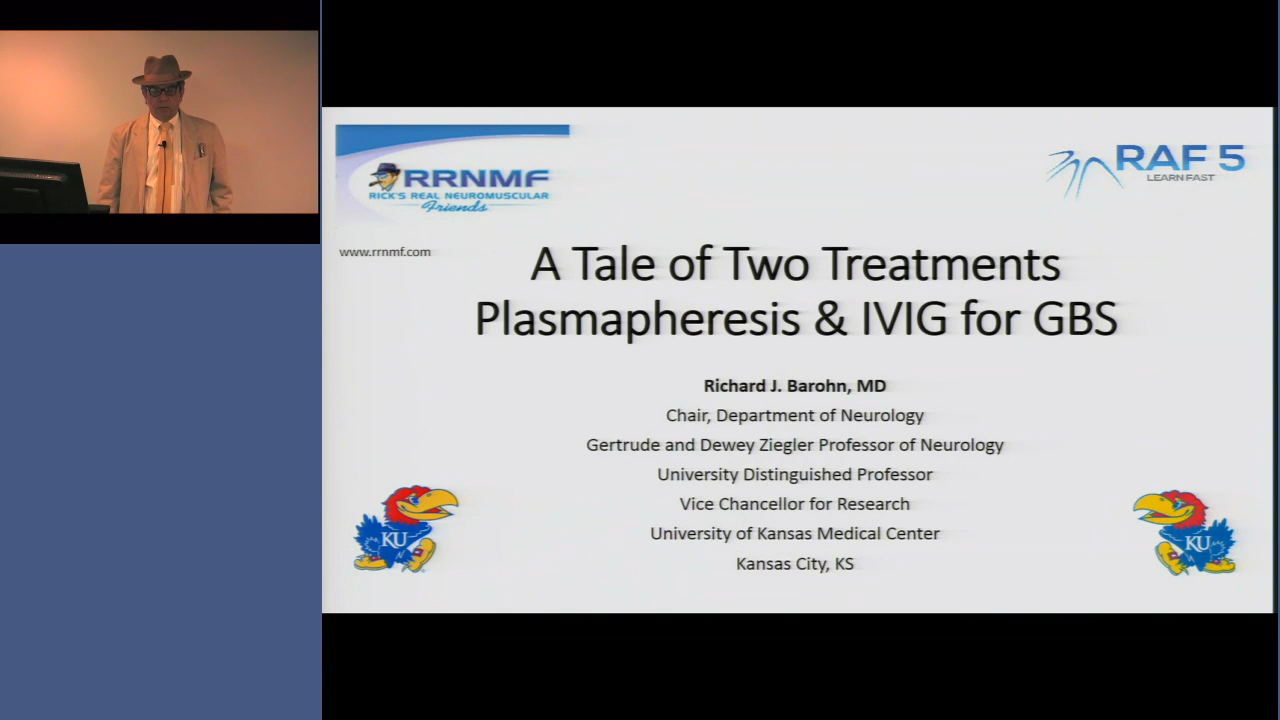 RRNMF
RICK'S REAL NEUROMUSCULAR
Friends
RAF 5
LEARN FAST
www.rrnmf.com
A Tale of Two Treatments
Plasmapheresis & IVIG for GBS
Richard J. Barohn, MD
Chair, Department of Neurology
Gertrude and Dewey Ziegler Professor of Neurology
University Distinguished Professor
Vice Chancellor for Research
University of Kansas Medical Center
Kansas City, KS
KU
KU